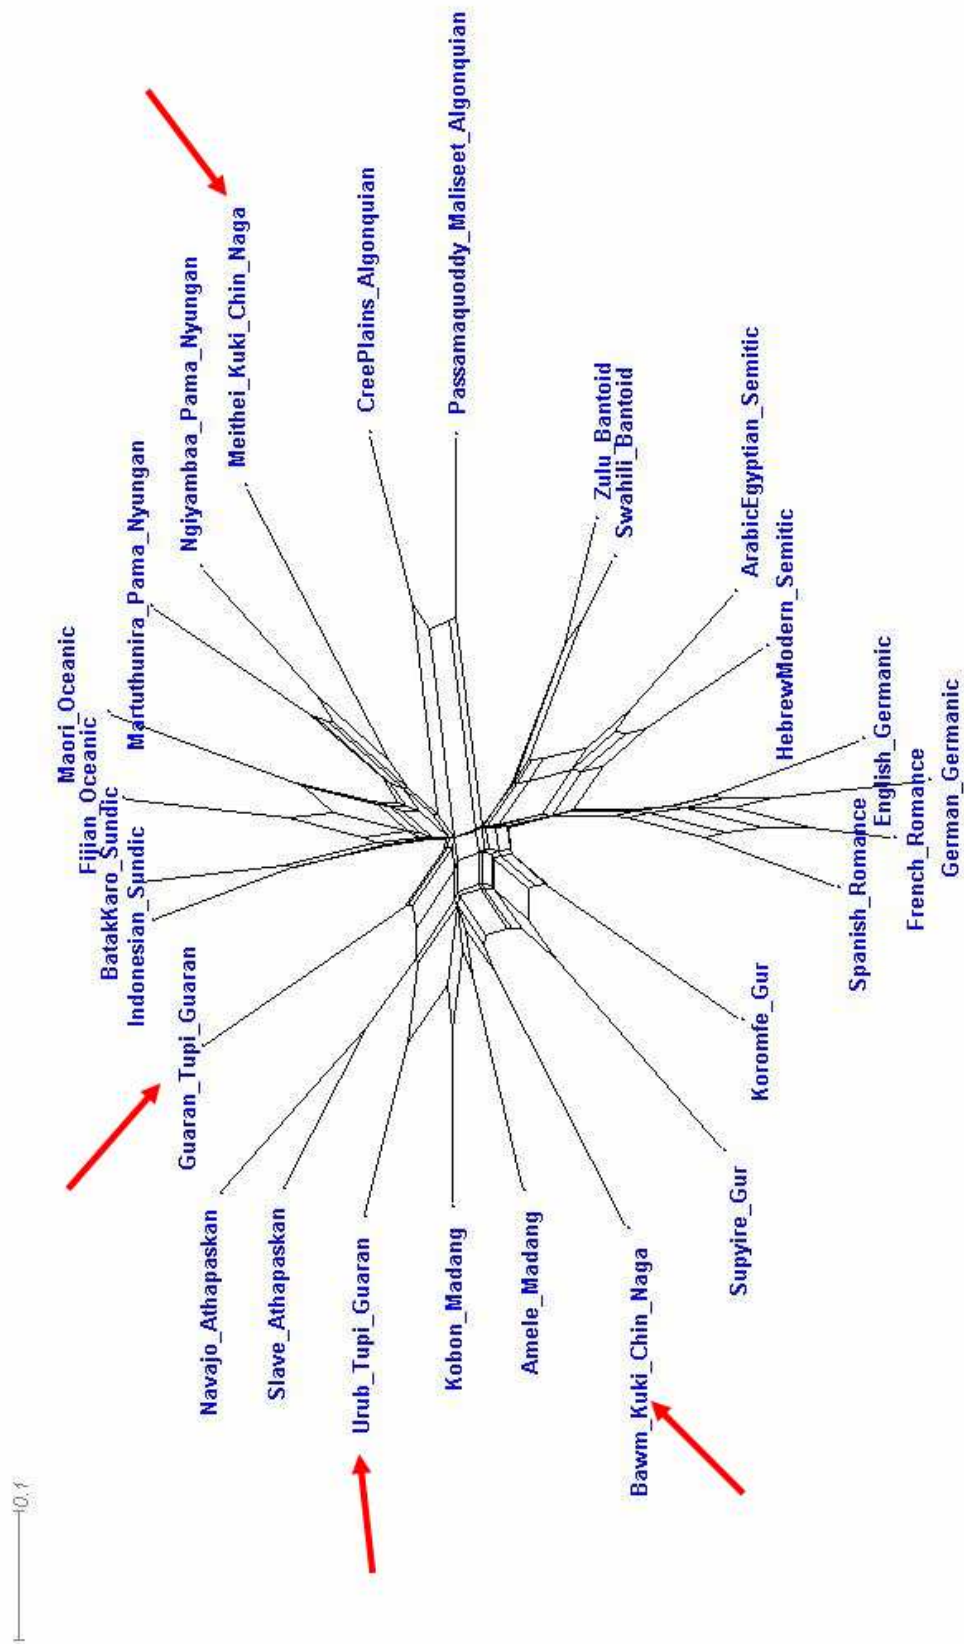 0.1
Navajo_Athapaskan
Slave_Athapaskan
Urub_Tupi_Guaran
Kobon_Madang
Amele_Madang
Bawm_Kuki_Chin_Naga
Supyire_Gur
Koromfe_Gur
Guaran_Tupi_Guaran
Indonesian_Sundic
BatakKaro_Sundic
Fijian_Oceanic
Maori_Oceanic
Martuthunira_Pama_Nyungan
Ngiyambaa_Pama_Nyungan
Meithei_Kuki_Chin_Naga
CreePlains_Algonquian
Passamaquoddy_Maliseet_Algonquian
Zulu_Bantoid
Swahili_Bantoid
ArabicEgyptian_Semitic
HebrewModern_Semitic
English_Germanic
German_Germanic
French_Romance
Spanish_Romance